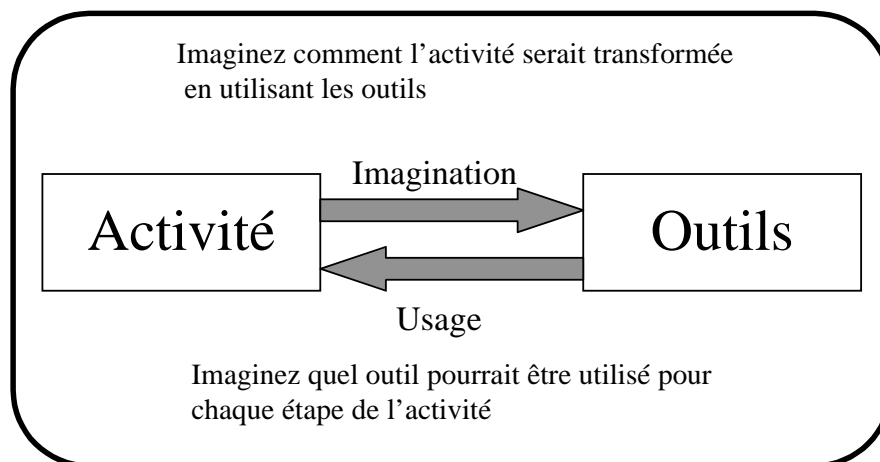 Imaginez comment l’activité serait transformée
en utilisant les outils
Imagination
Activité
Outils
Usage
Imaginez quel outil pourrait être utilisé pour
chaque étape de l’activité